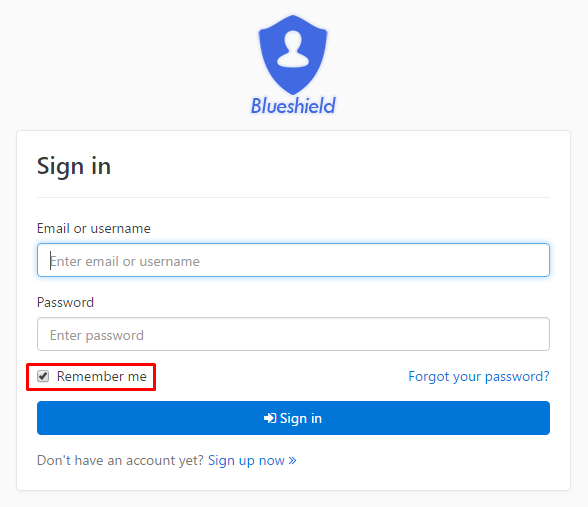 Blueshield
Sign in
Email or username
Enter email or username
Password
Enter password
Remember me Forgot your password?
Sign in
Don't have an account yet? Sign up now »